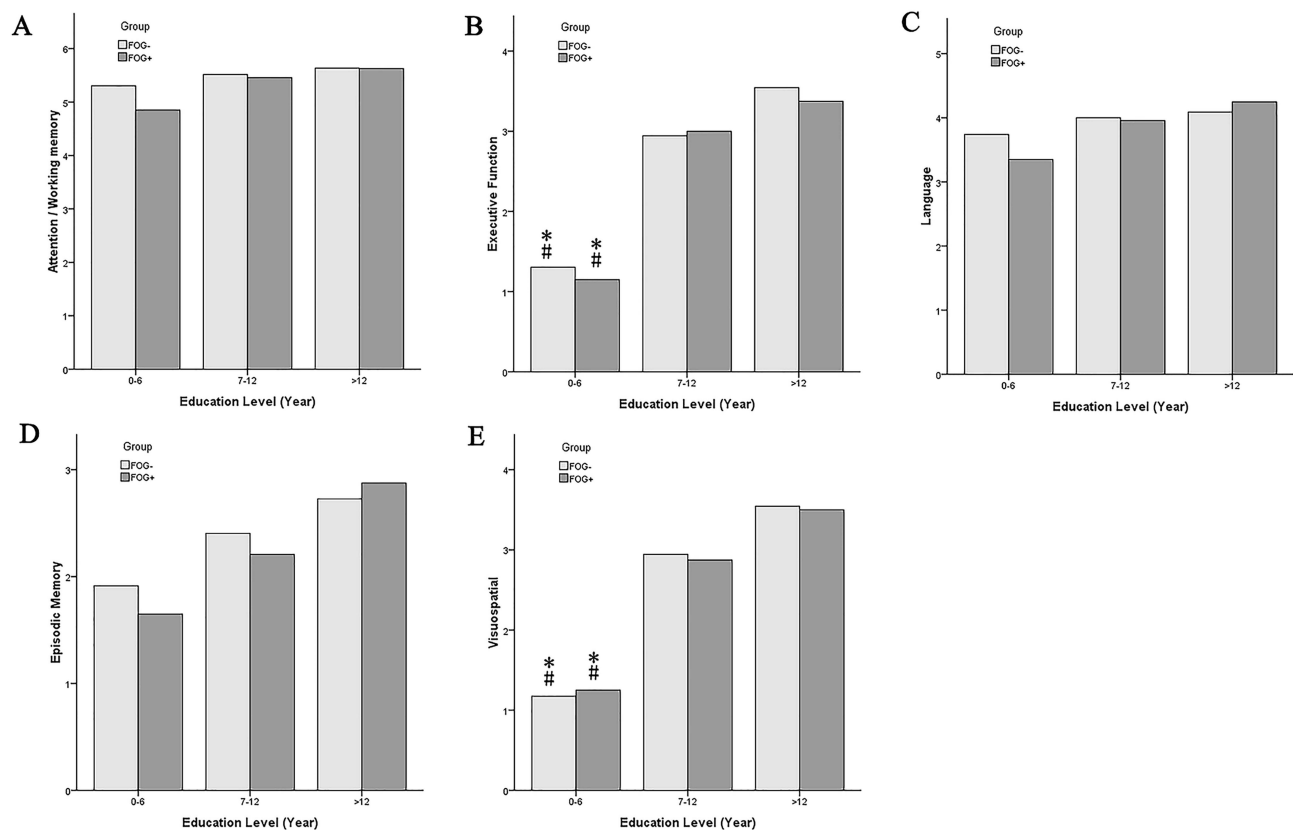 A
Group
FOG-
FOG+
Attention / Working memory
6
5
4
3
2
1
0
0-6 7-12 >12
Education Level (Year)
B
Group
FOG-
FOG+
Executive Function
4
3
2
1
0
* *
# #
0-6 7-12 >12
Education Level (Year)
C
Group
FOG-
FOG+
Language
5
4
3
2
1
0
0-6 7-12 >12
Education Level (Year)
D
Group
FOG-
FOG+
Episodic Memory
3
2
1
0
0-6 7-12 >12
Education Level (Year)
E
Group
FOG-
FOG+
Visuospatial
4
3
2
1
0
* *
# #
0-6 7-12 >12
Education Level (Year)